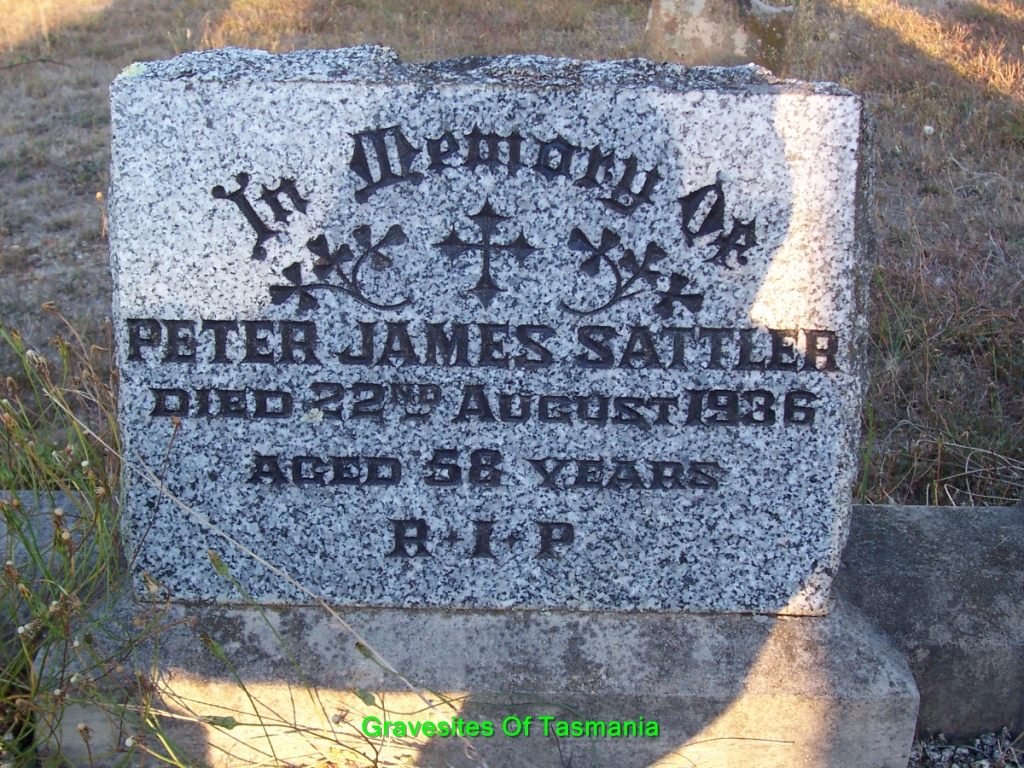 In Memory Of
PETER JAMES SATTLER
DIED 22ND AUGUST 1936
AGED 58 YEARS
R·I·P
Gravesites Of Tasmania